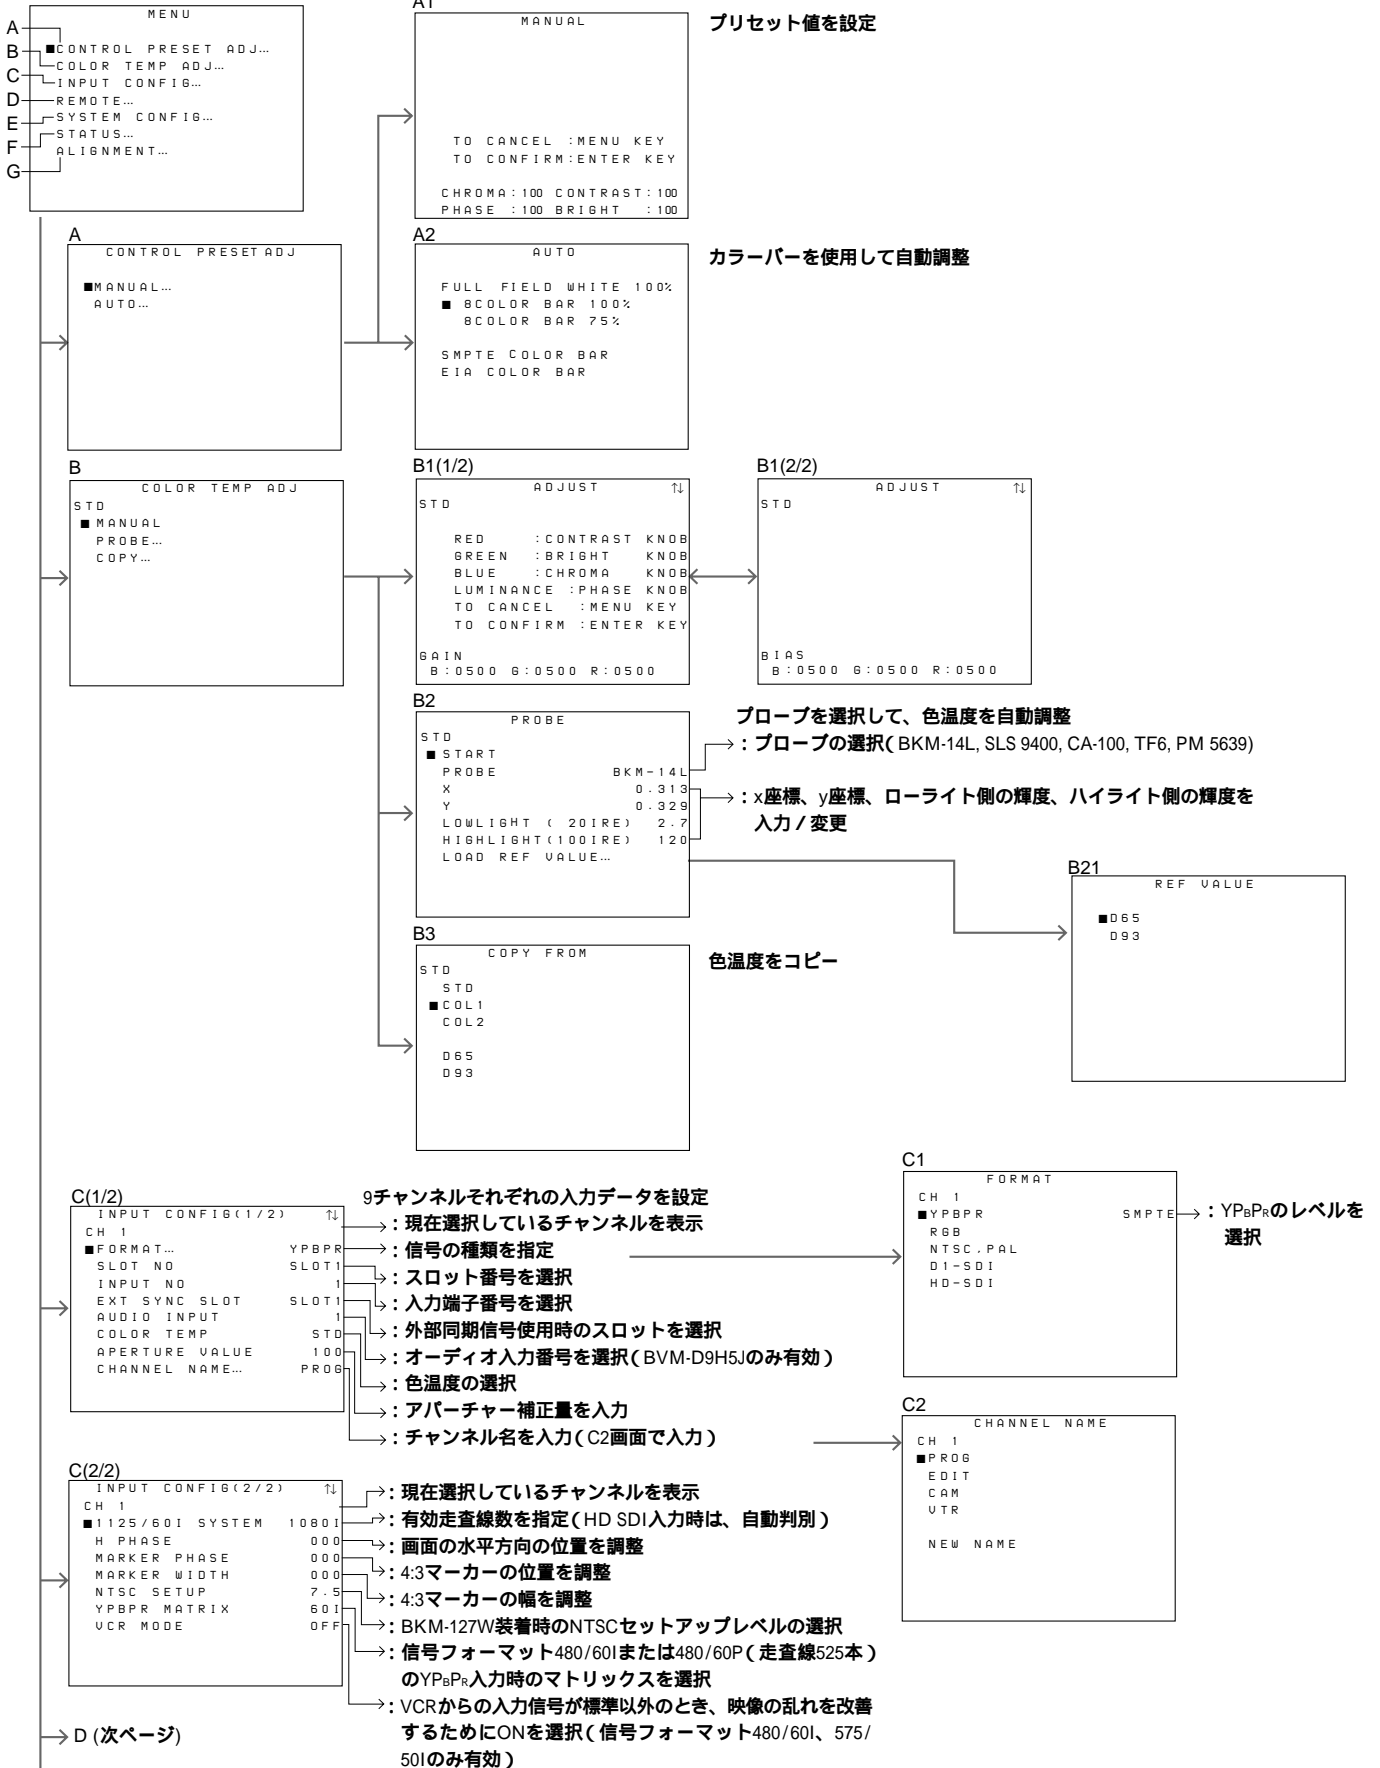 MENU
A
B
C
D
E
F
G
■CONTROL PRESET ADJ…
COLOR TEMP ADJ…
INPUT CONFIG…
REMOTE…
SYSTEM CONFIG…
STATUS…
ALIGNMENT…
A1
MANUAL
TO CANCEL :MENU KEY
TO CONFIRM:ENTER KEY
CHROMA:100 CONTRAST:100
PHASE :100 BRIGHT :100
プリセット値を設定
A
CONTROL PRESET ADJ
■MANUAL…
AUTO…
A2
AUTO
FULL FIELD WHITE 100%
■ 8COLOR BAR 100%
8COLOR BAR 75%
SMPTE COLOR BAR
EIA COLOR BAR
カラーバーを使用して自動調整
B
COLOR TEMP ADJ
STD
■ MANUAL
PROBE…
COPY…
B1(1/2)
ADJUST ↑↓
STD
RED :CONTRAST KNOB
GREEN :BRIGHT KNOB
BLUE :CHROMA KNOB
LUMINANCE :PHASE KNOB
TO CANCEL :MENU KEY
TO CONFIRM :ENTER KEY
GAIN
B:0500 G:0500 R:0500
B1(2/2)
ADJUST ↑↓
STD
BIAS
B:0500 G:0500 R:0500
B2
PROBE
STD
■ START
PROBE BKM-14L
X 0.313
Y 0.329
LOWLIGHT ( 20IRE) 2.7
HIGHLIGHT(100IRE) 120
LOAD REF VALUE…
プローブを選択して、色温度を自動調整
：プローブの選択（BKM-14L, SLS 9400, CA-100, TF6, PM 5639)
：x座標、y座標、ローライト側の輝度、ハイライト側の輝度を
入力／変更
B21
REF VALUE
■D65
D93
B3
COPY FROM
STD
STD
■COL1
COL2
D65
D93
色温度をコピー
C(1/2)
INPUT CONFIG(1/2) ↑↓
CH 1
■FORMAT… YPBPR
SLOT NO SLOT1
INPUT NO 1
EXT SYNC SLOT SLOT1
AUDIO INPUT 1
COLOR TEMP STD
APERTURE VALUE 100
CHANNEL NAME… PROG
9チャンネルそれぞれの入力データを設定
：現在選択しているチャンネルを表示
：信号の種類を指定
：スロット番号を選択
：入力端子番号を選択
：外部同期信号使用時のスロットを選択
：オーディオ入力番号を選択（BVM-D9H5Jのみ有効）
：色温度の選択
：アパーチャー補正量を入力
：チャンネル名を入力（C2画面で入力）
C1
FORMAT
CH 1
■YPBPR SMPTE
RGB
NTSC,PAL
D1-SDI
HD-SDI
：YPBPRのレベルを
選択
C2
CHANNEL NAME
CH 1
■PROG
EDIT
CAM
VTR
NEW NAME
C(2/2)
INPUT CONFIG(2/2) ↑↓
CH 1
■1125/60I SYSTEM 1080I
H PHASE 000
MARKER PHASE 000
MARKER WIDTH 000
NTSC SETUP 7.5
YPBPR MATRIX 60I
VCR MODE OFF
：現在選択しているチャンネルを表示
：有効走査線数を指定（HD SDI入力時は、自動判別）
：画面の水平方向の位置を調整
：4:3マーカーの位置を調整
：4:3マーカーの幅を調整
：BKM-127W装着時のNTSCセットアップレベルの選択
：信号フォーマット480/60Iまたは480/60P（走査線525本）
のYPBPR入力時のマトリックスを選択
：VCRからの入力信号が標準以外のとき、映像の乱れを改善
するためにONを選択（信号フォーマット480/60I、575/
50Iのみ有効）
D (次ページ)